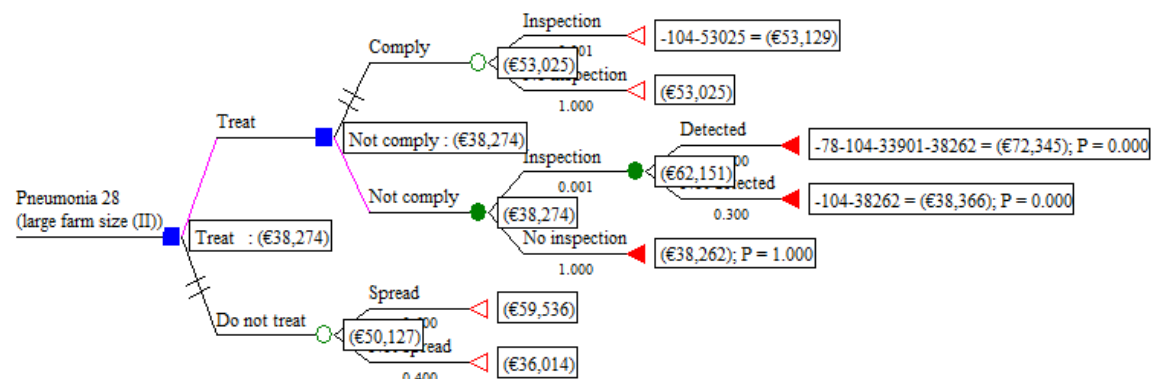 Inspection
-104-53025 = (€53,129)
Comply
(€53,025)
(€53,025)
1.000
Treat
Not comply : (€38,274)
Detected
-78-104-33901-38262 = (€72,345); P = 0.000
Inspection
(€62,151)
0.001
Not comply
-104-38262 = (€38,366); P = 0.000
0.300
(€38,274)
Pneumonia 28
(large farm size (II))
Treat : (€38,274)
No inspection
(€38,262); P = 1.000
1.000
Spread
(€59,536)
Do not treat
(€50,127)
(€36,014)
0.400